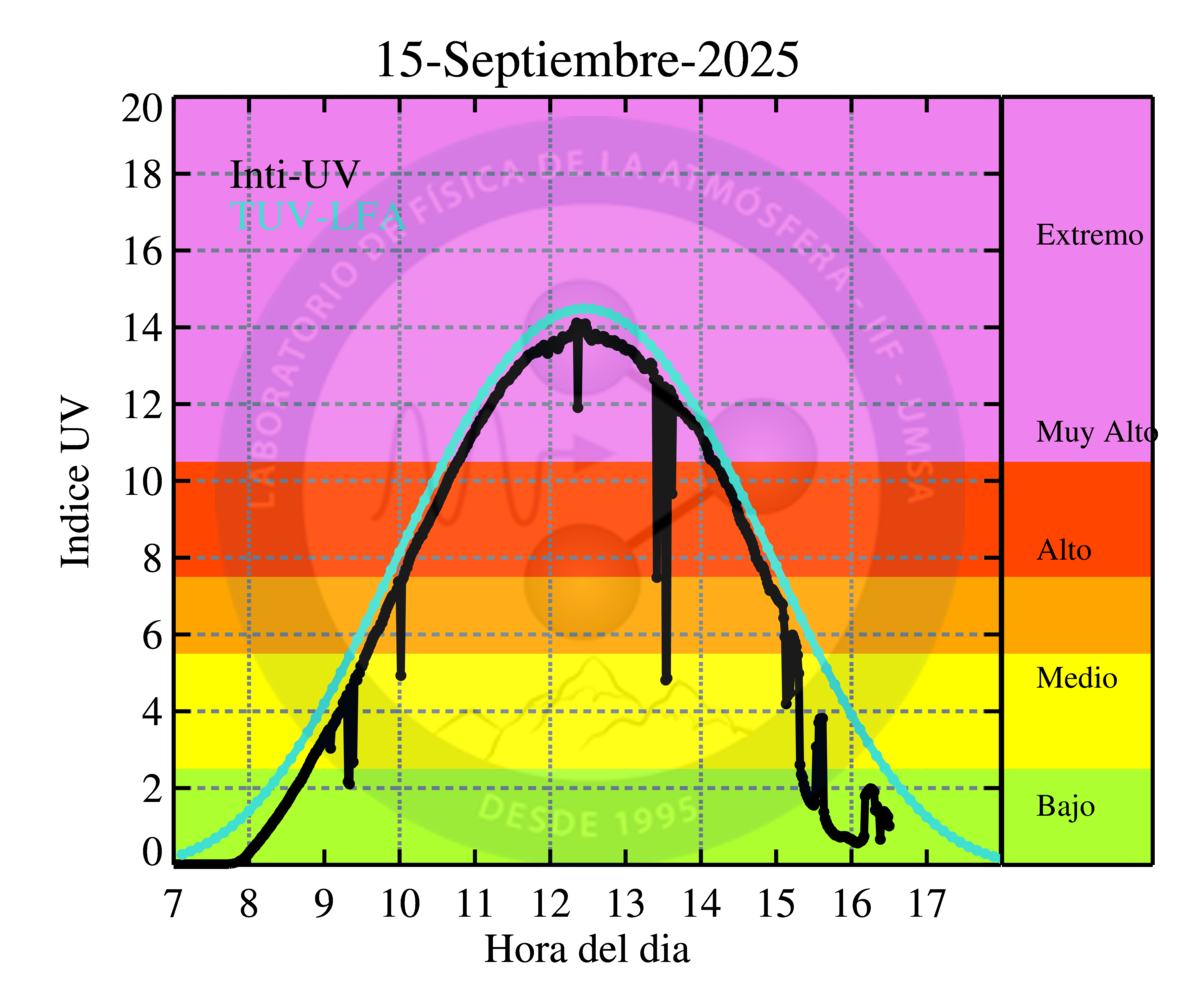 15-Septiembre-2025
20
18
16
14
12
10
8
6
4
2
0
Indice UV
Inti-UV
TUV-LFA
LABORATORIO DE FÍSICA DE LA ATMÓSFERA - IIF - UMSA
DESDE 1995
Extremo
Muy Alto
Alto
Medio
Bajo
7 8 9 10 11 12 13 14 15 16 17
Hora del dia